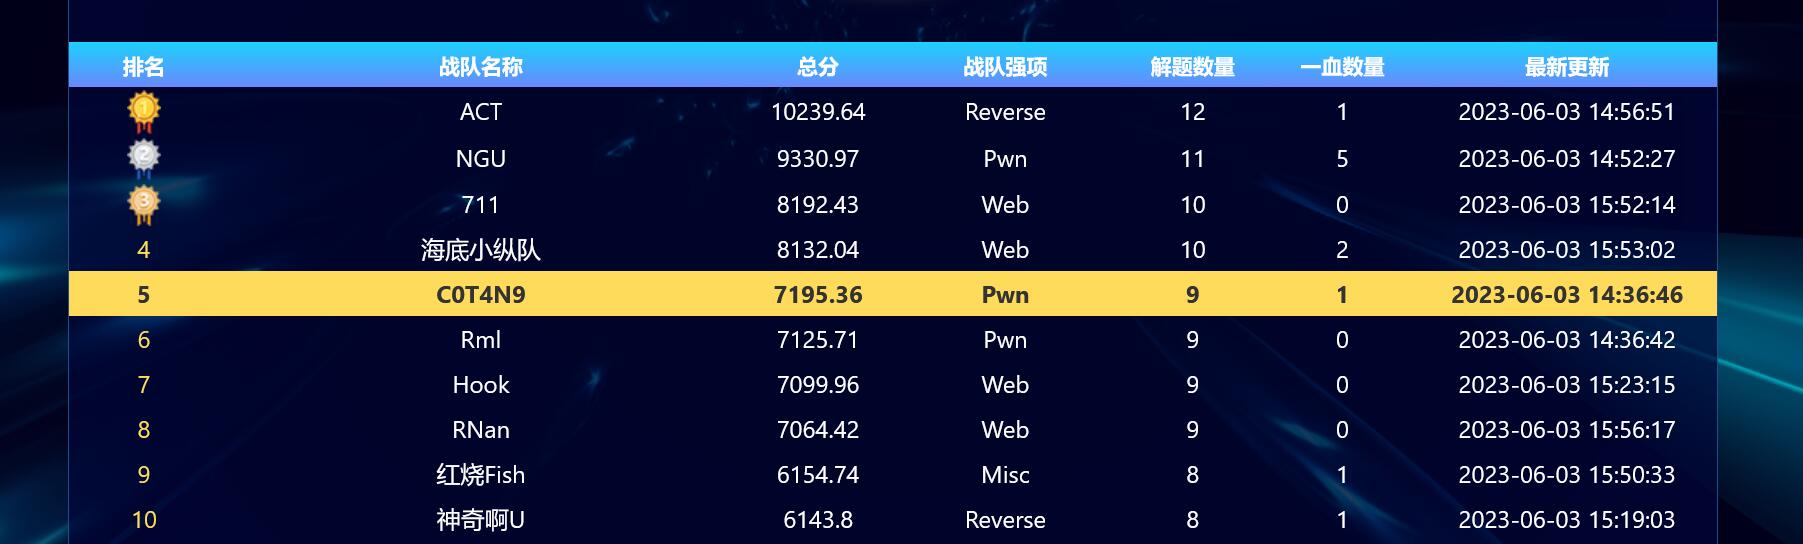 排名 战队名称 总分 战队强项 解题数量 一血数量 最新更新
1 ACT 10239.64 Reverse 12 1 2023-06-03 14:56:51
2 NGU 9330.97 Pwn 11 5 2023-06-03 14:52:27
3 711 8192.43 Web 10 0 2023-06-03 15:52:14
4 海底小纵队 8132.04 Web 10 2 2023-06-03 15:53:02
5 C0T4N9 7195.36 Pwn 9 1 2023-06-03 14:36:46
6 Rml 7125.71 Pwn 9 0 2023-06-03 14:36:42
7 Hook 7099.96 Web 9 0 2023-06-03 15:23:15
8 RNan 7064.42 Web 9 0 2023-06-03 15:56:17
9 红烧Fish 6154.74 Misc 8 1 2023-06-03 15:50:33
10 神奇啊U 6143.8 Reverse 8 1 2023-06-03 15:19:03